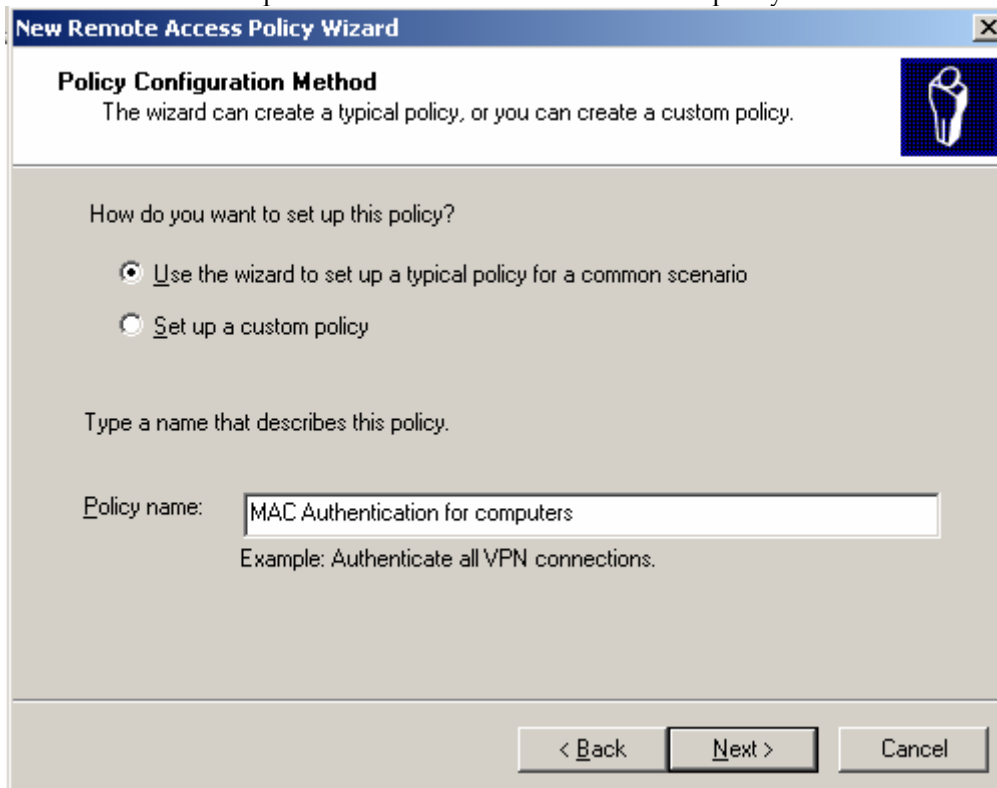 New Remote Access Policy Wizard
Policy Configuration Method
The wizard can create a typical policy, or you can create a custom policy.
How do you want to set up this policy?
Use the wizard to set up a typical policy for a common scenario
Set up a custom policy
Type a name that describes this policy.
Policy name: MAC Authentication for computers
Example: Authenticate all VPN connections.
< Back Next > Cancel